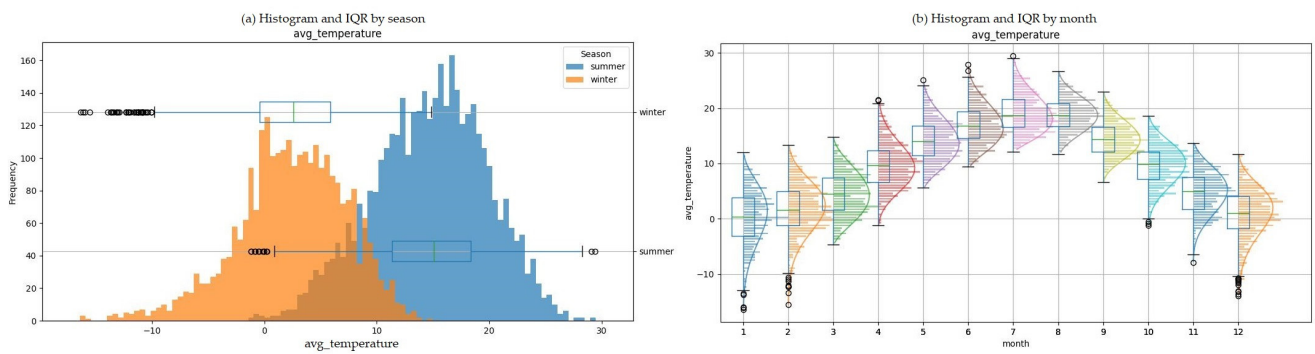 (a) Histogram and IQR by season
avg_temperature
Season
summer
winter
160
140
120
100
80
60
40
20
0
Frequency
winter
summer
−10
0
10
20
30
avg_temperature
(b) Histogram and IQR by month
avg_temperature
30
20
10
0
−10
avg_temperature
1
2
3
4
5
6
7
8
9
10
11
12
month